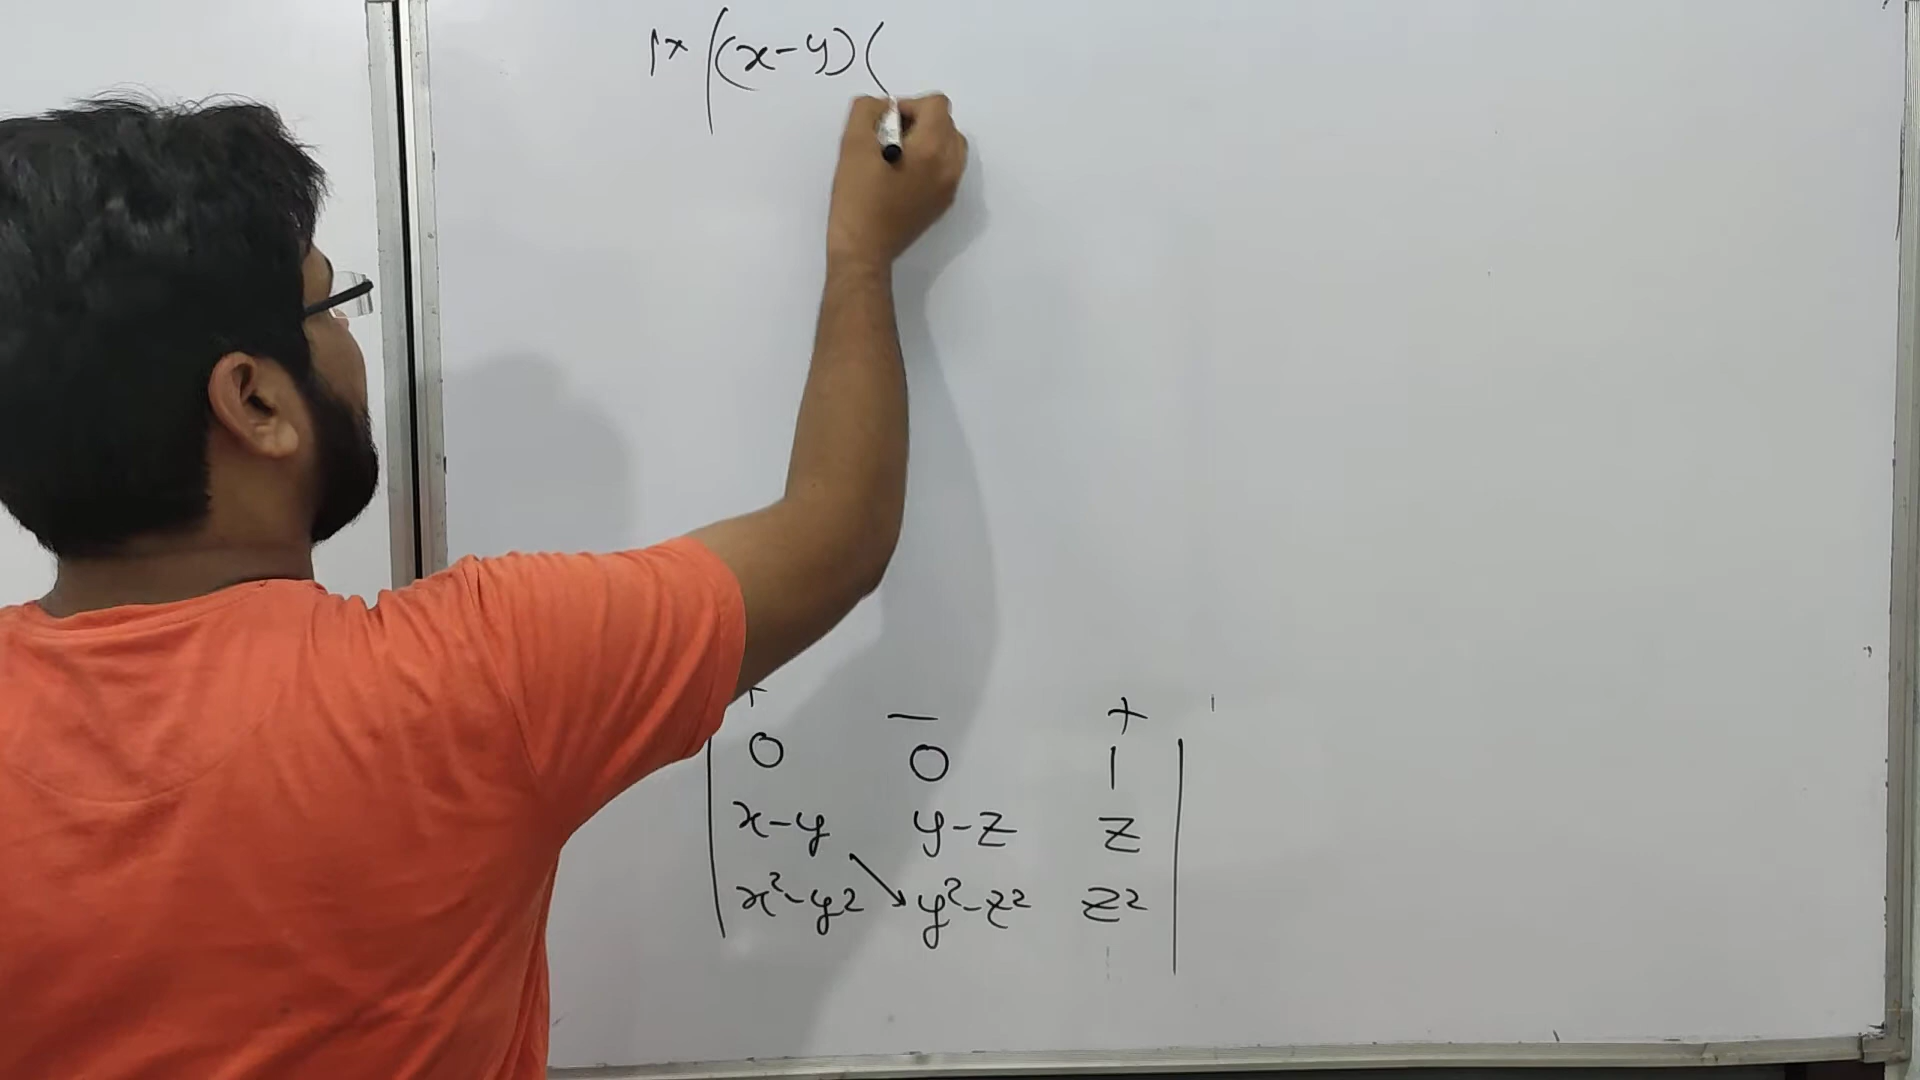 1× |(x-y)(
+ - +
0 0 1
x-y y-z z
x²-y² y²-z² z²